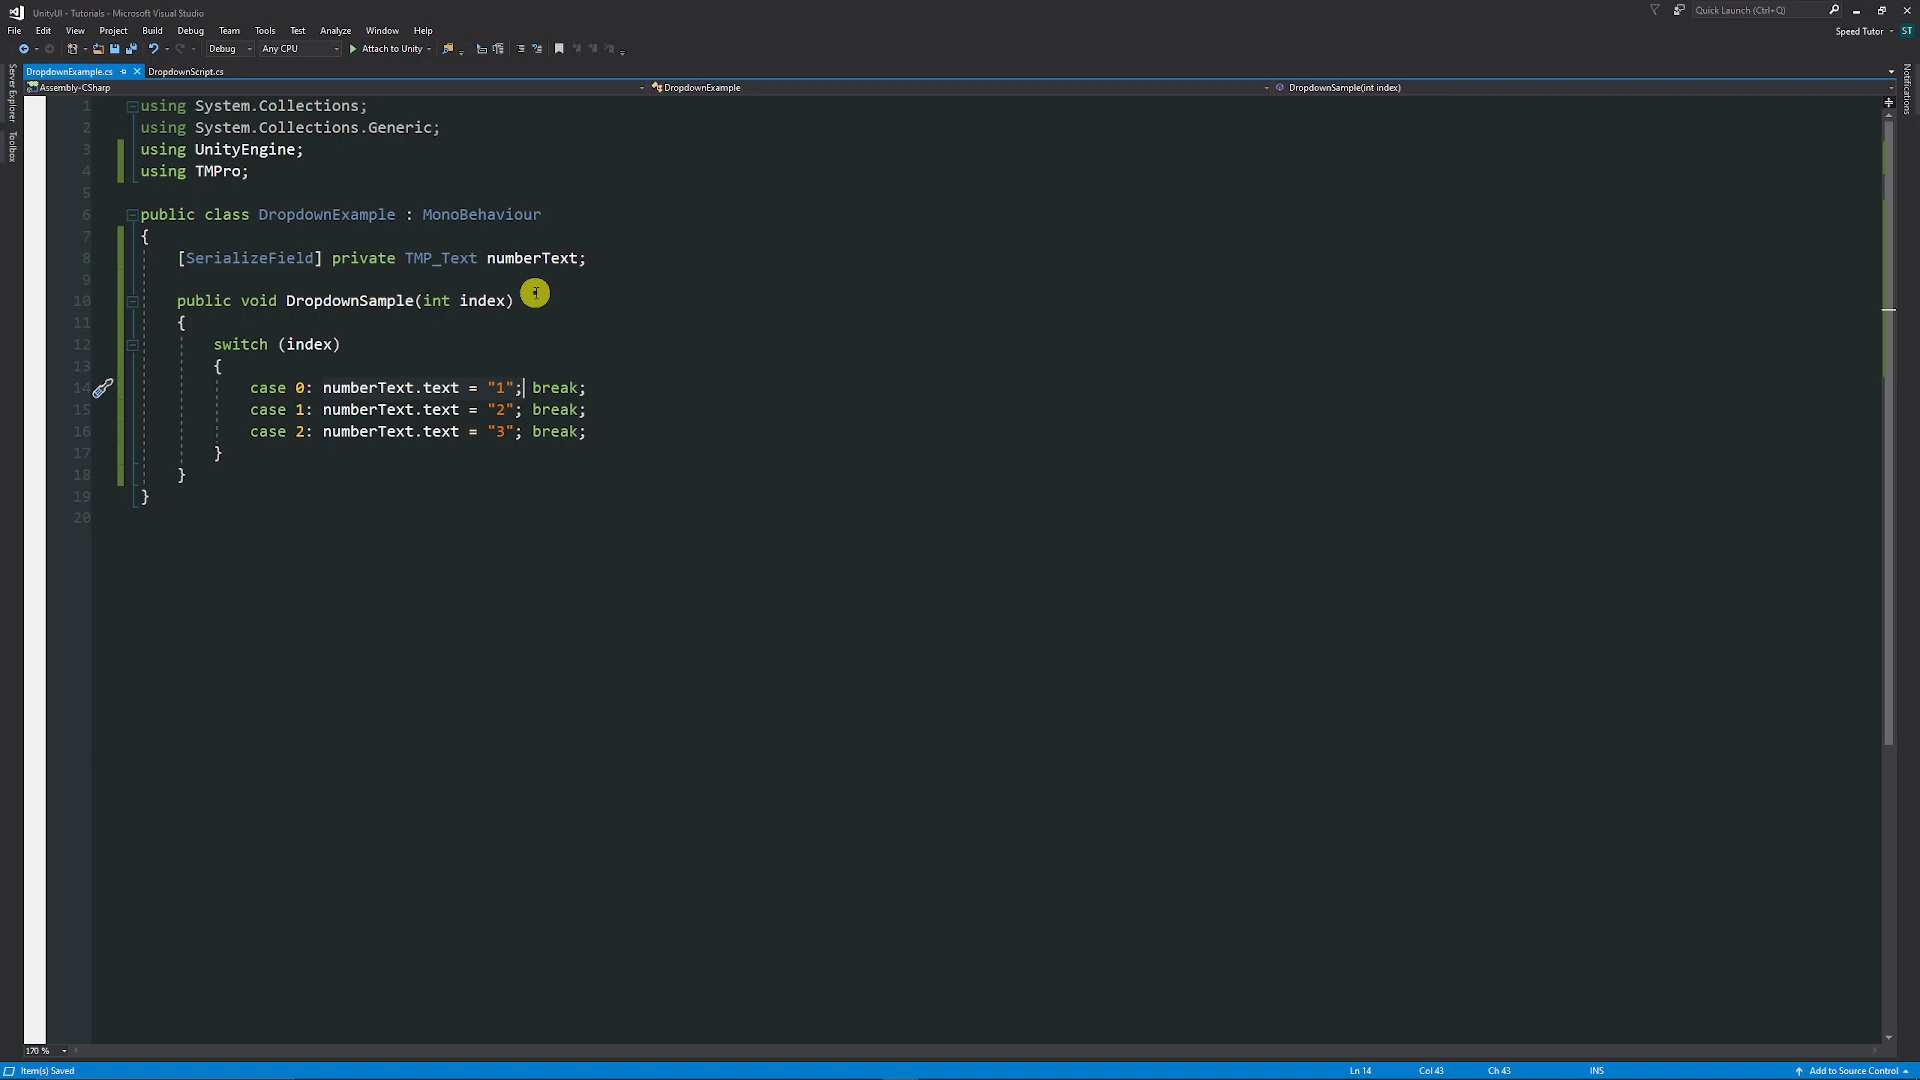 UnityUI - Tutorials - Microsoft Visual Studio
Quick Launch (Ctrl+Q)
File Edit View Project Build Debug Team Tools Test Analyze Window Help
Speed Tutor ST
Debug Any CPU Attach to Unity
DropdownExample.cs DropdownScript.cs
Assembly-CSharp DropdownExample DropdownSample(int index)
Server Explorer
Toolbox
Notifications
1 using System.Collections;
2 using System.Collections.Generic;
3 using UnityEngine;
4 using TMPro;
5
6 public class DropdownExample : MonoBehaviour
7 {
8 [SerializeField] private TMP_Text numberText;
9
10 public void DropdownSample(int index)
11 {
12 switch (index)
13 {
14 case 0: numberText.text = "1"; break;
15 case 1: numberText.text = "2"; break;
16 case 2: numberText.text = "3"; break;
17 }
18 }
19 }
20
170 %
Item(s) Saved Ln 14 Col 43 Ch 43 INS Add to Source Control